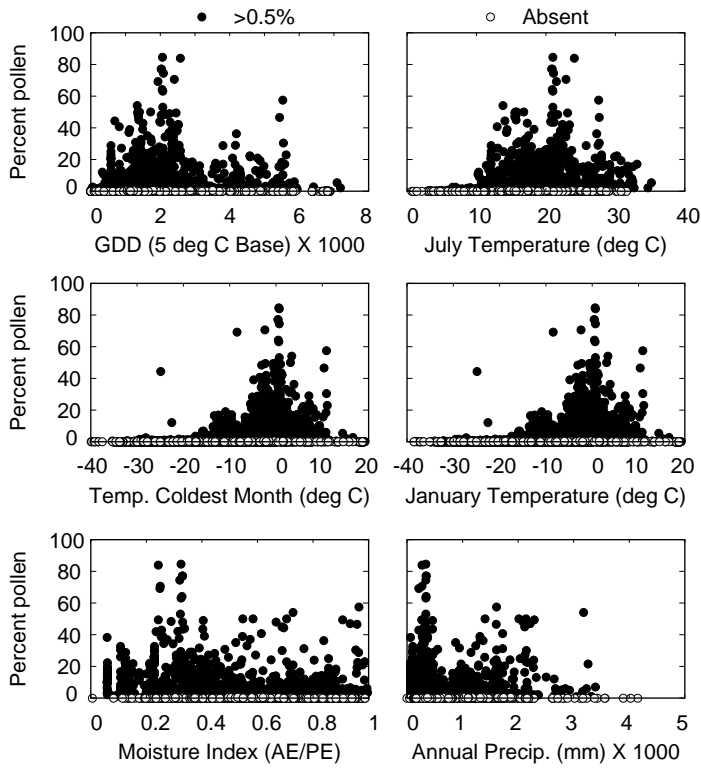 >0.5% Absent
Percent pollen
100
80
60
40
20
0
0 2 4 6 8
GDD (5 deg C Base) X 1000
0 10 20 30 40
July Temperature (deg C)
Percent pollen
100
80
60
40
20
0
-40 -30 -20 -10 0 10 20
Temp. Coldest Month (deg C)
-40 -30 -20 -10 0 10 20
January Temperature (deg C)
Percent pollen
100
80
60
40
20
0
0 0.2 0.4 0.6 0.8 1
Moisture Index (AE/PE)
0 1 2 3 4 5
Annual Precip. (mm) X 1000